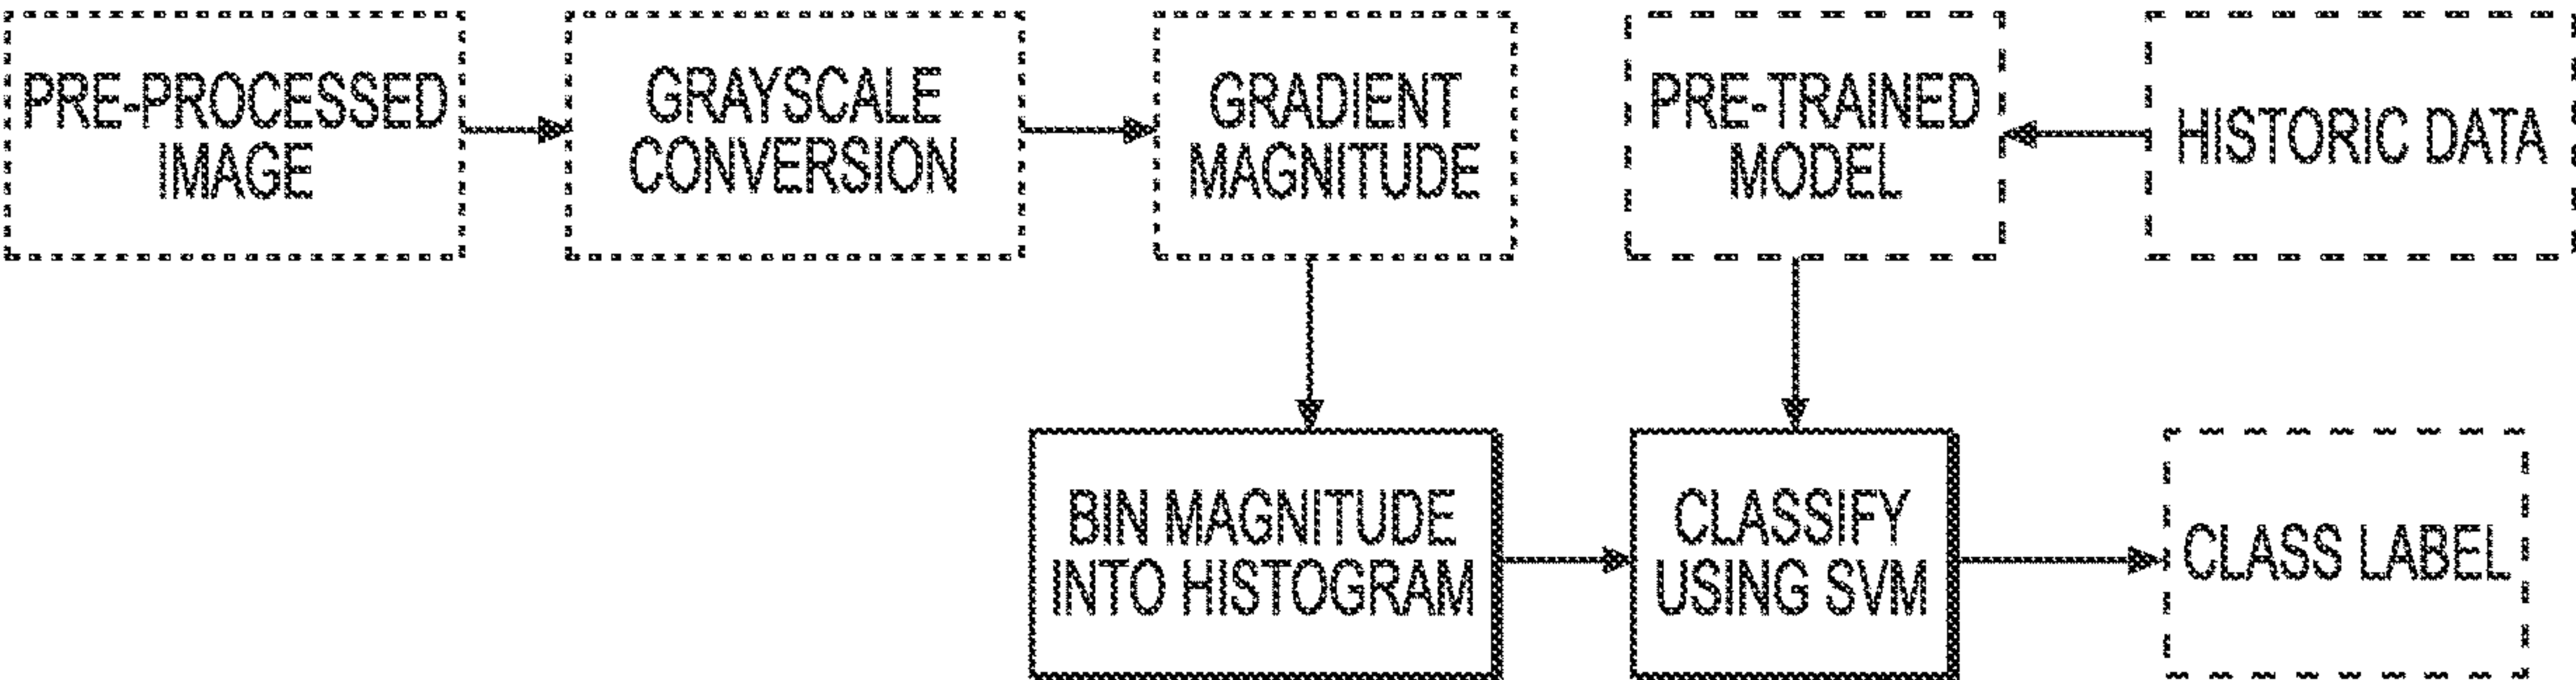 PRE-PROCESSED
IMAGE
GRAYSCALE
CONVERSION
GRADIENT
MAGNITUDE
PRE-TRAINED
MODEL
HISTORIC DATA
BIN MAGNITUDE
INTO HISTOGRAM
CLASSIFY
USING SVM
CLASS LABEL